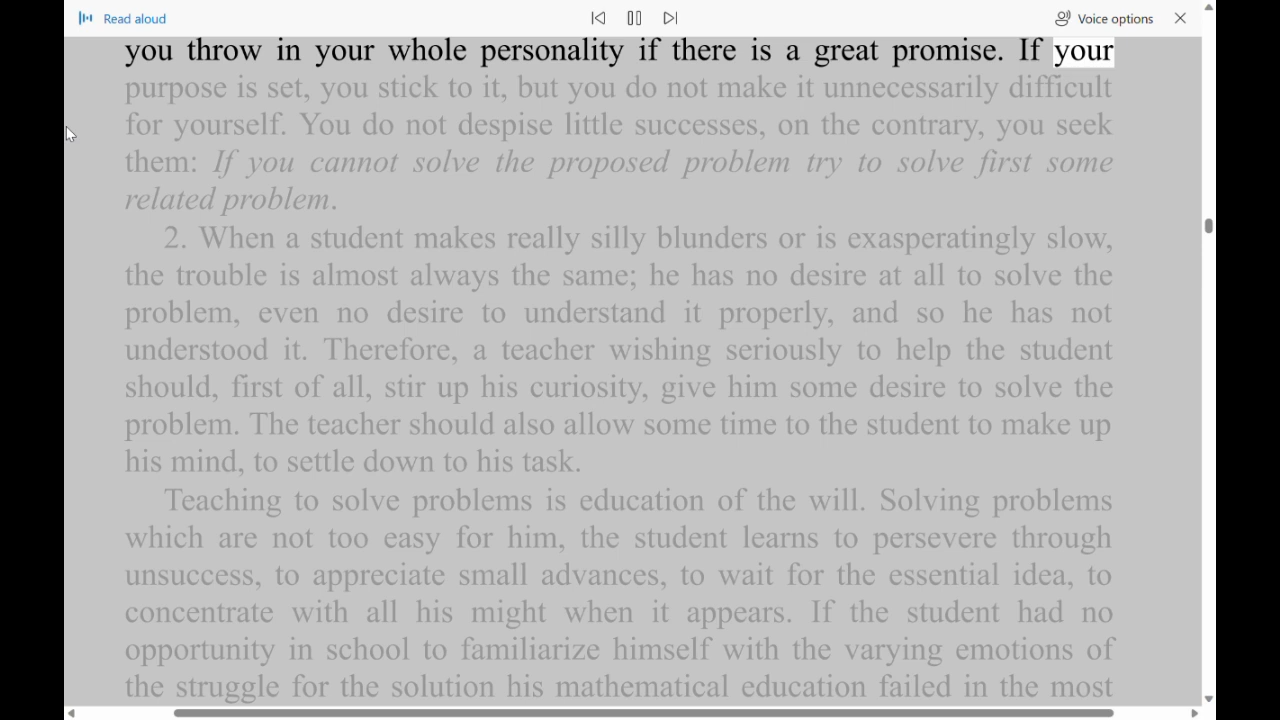 Read aloud
Voice options
you throw in your whole personality if there is a great promise. If your
purpose is set, you stick to it, but you do not make it unnecessarily difficult
for yourself. You do not despise little successes, on the contrary, you seek
them: If you cannot solve the proposed problem try to solve first some
related problem.
2. When a student makes really silly blunders or is exasperatingly slow,
the trouble is almost always the same; he has no desire at all to solve the
problem, even no desire to understand it properly, and so he has not
understood it. Therefore, a teacher wishing seriously to help the student
should, first of all, stir up his curiosity, give him some desire to solve the
problem. The teacher should also allow some time to the student to make up
his mind, to settle down to his task.
Teaching to solve problems is education of the will. Solving problems
which are not too easy for him, the student learns to persevere through
unsuccess, to appreciate small advances, to wait for the essential idea, to
concentrate with all his might when it appears. If the student had no
opportunity in school to familiarize himself with the varying emotions of
the struggle for the solution his mathematical education failed in the most